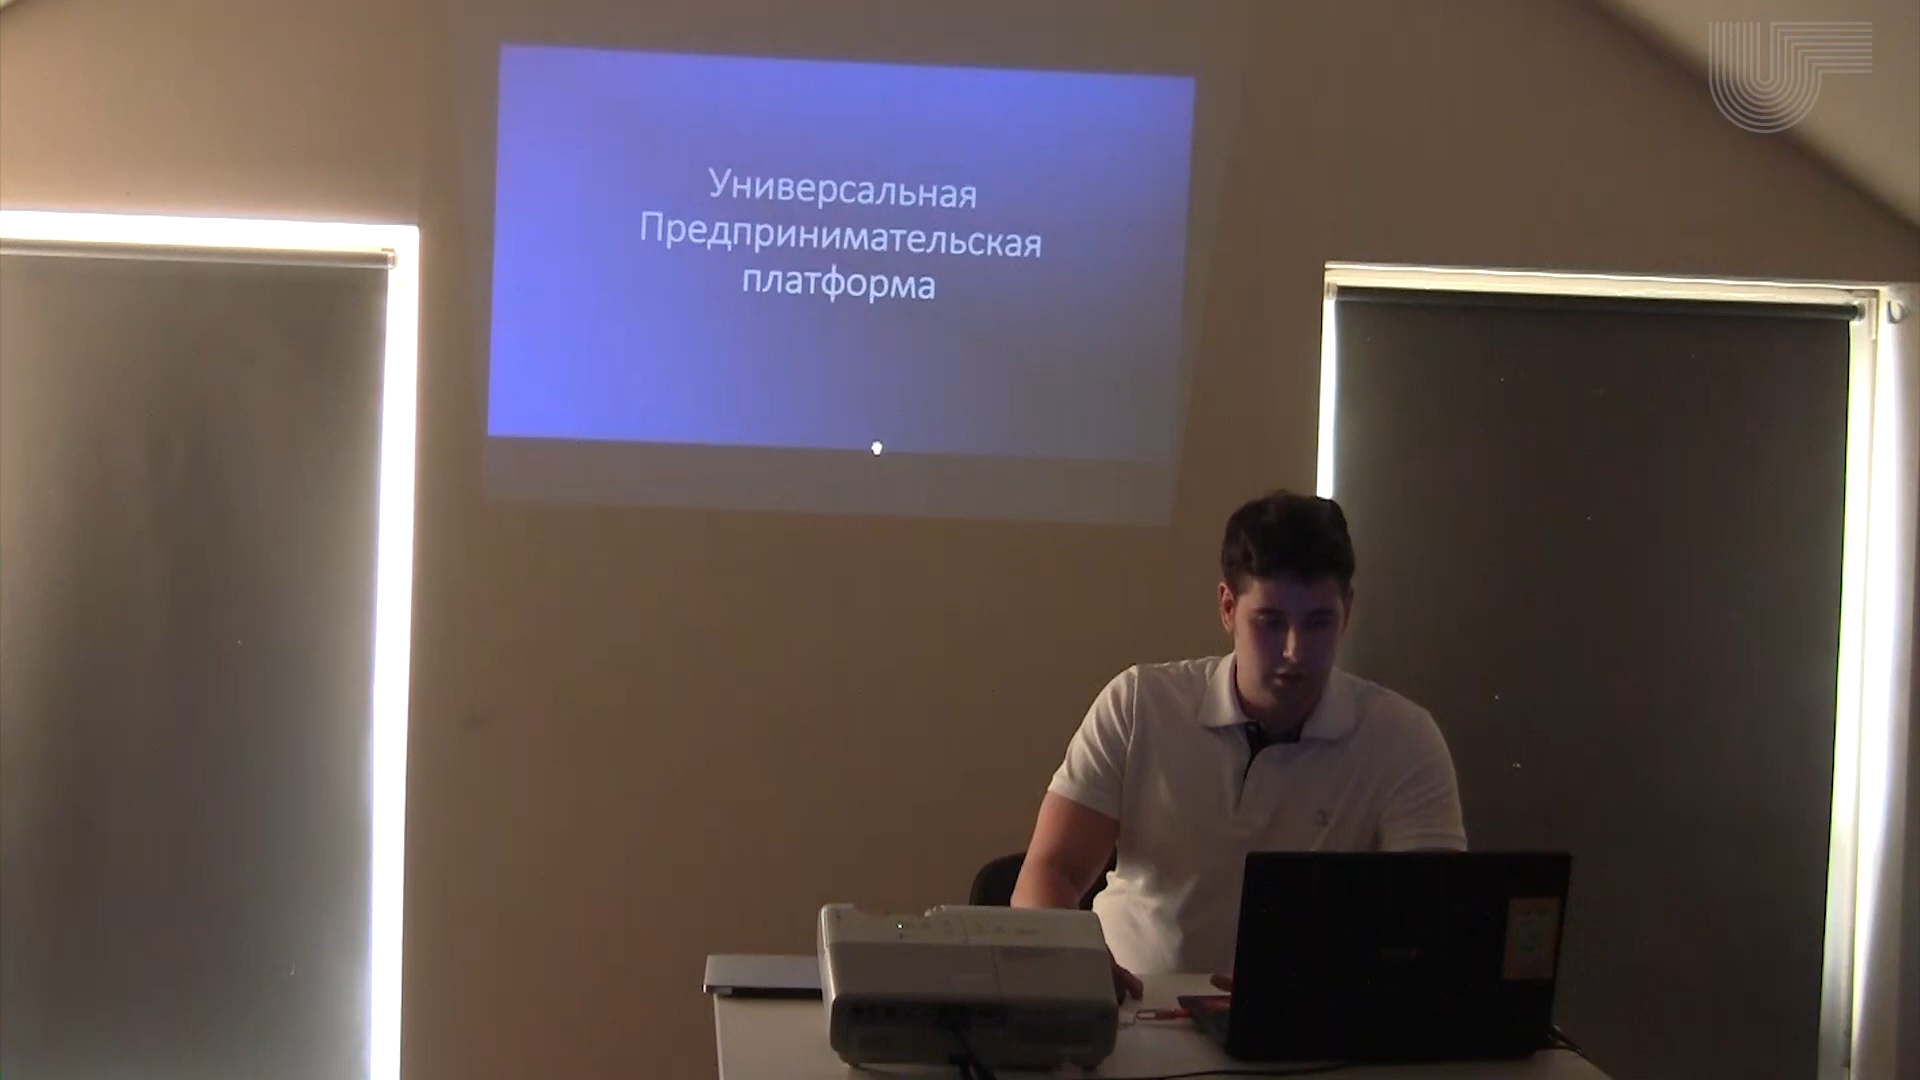 Универсальная
Предпринимательская
платформа